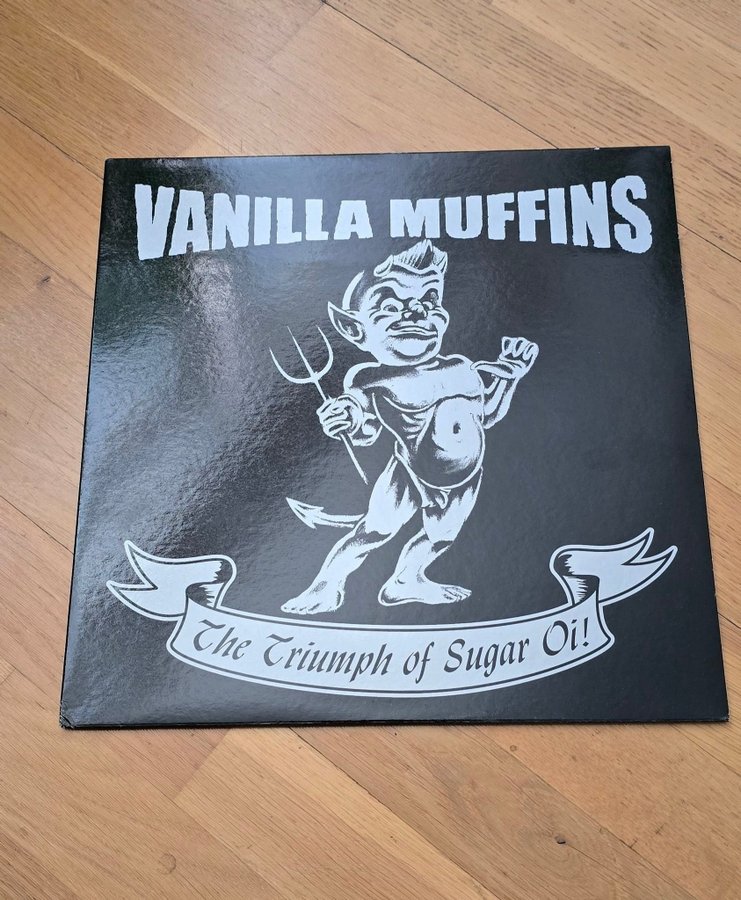 VANILLA MUFFINS
The Triumph of Sugar Oi!